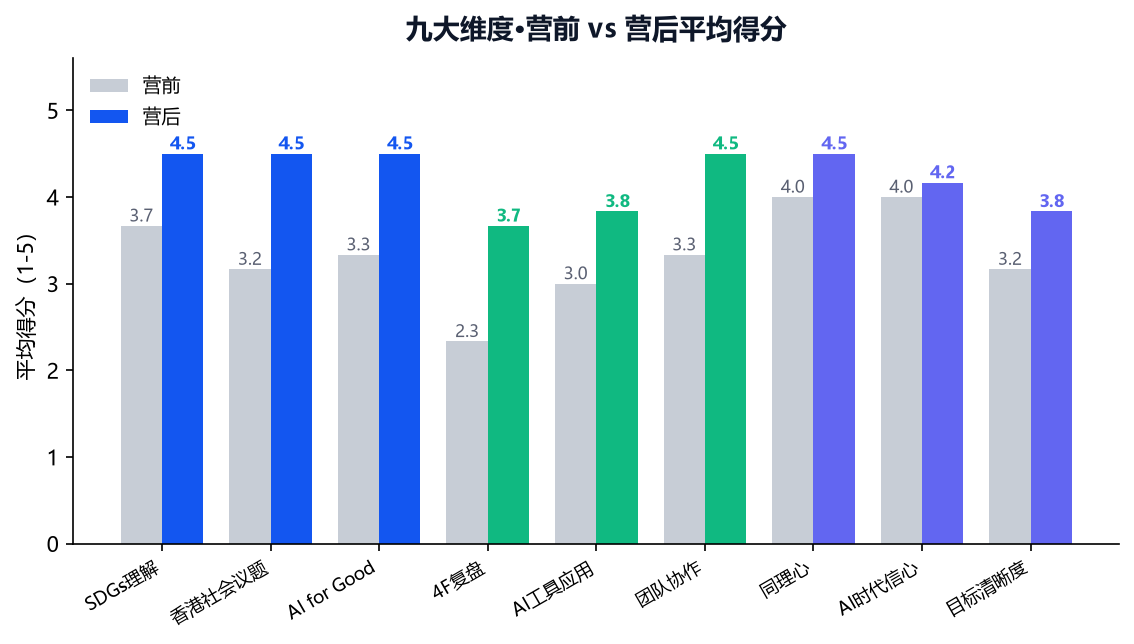 九大维度•营前 vs 营后平均得分
营前
营后
平均得分（1-5）
5
4
3
2
1
0
3.7
4.5
3.2
4.5
3.3
4.5
2.3
3.7
3.0
3.8
3.3
4.5
4.0
4.5
4.0
4.2
3.2
3.8
SDGs理解
香港社会议题
AI for Good
4F复盘
AI工具应用
团队协作
同理心
AI时代信心
目标清晰度